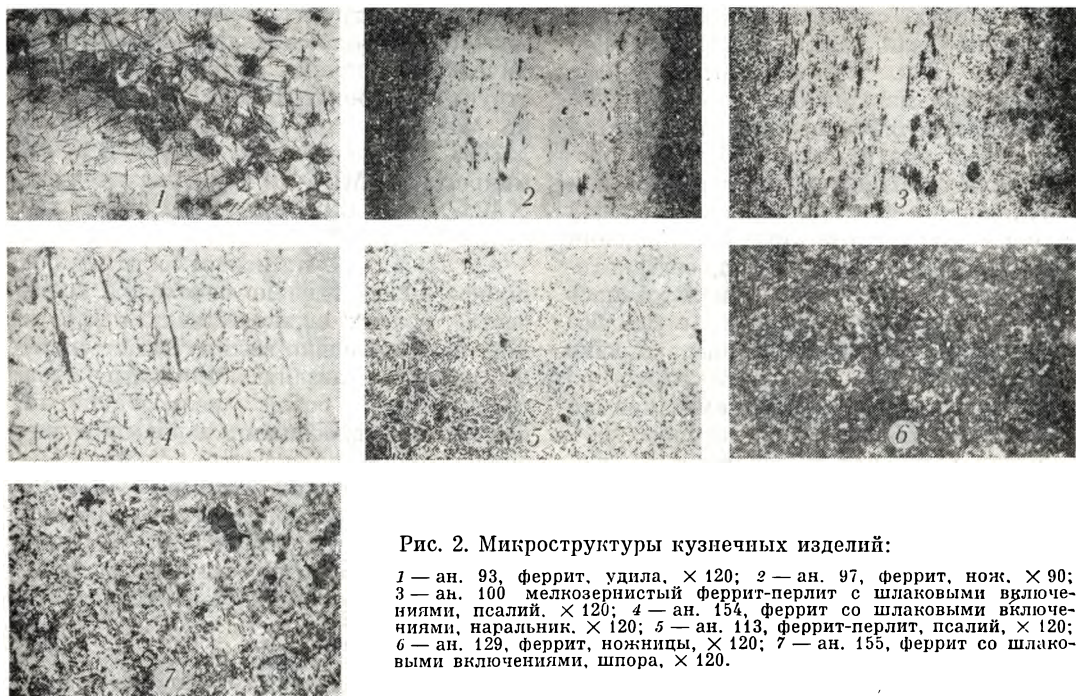 1
2
3
4
5
6
7
Рис. 2. Микроструктуры кузнечных изделий:
1 — ан. 93, феррит, удила, × 120; 2 — ан. 97, феррит, нож, × 90;
3 — ан. 100 мелкозернистый феррит-перлит с шлаковыми включе-
ниями, псалий, × 120; 4 — ан. 154, феррит со шлаковыми включе-
ниями, наральник, × 120; 5 — ан. 113, феррит-перлит, псалий, × 120;
6 — ан. 129, феррит, ножницы, × 120; 7 — ан. 155, феррит со шлако-
выми включениями, шпора, × 120.